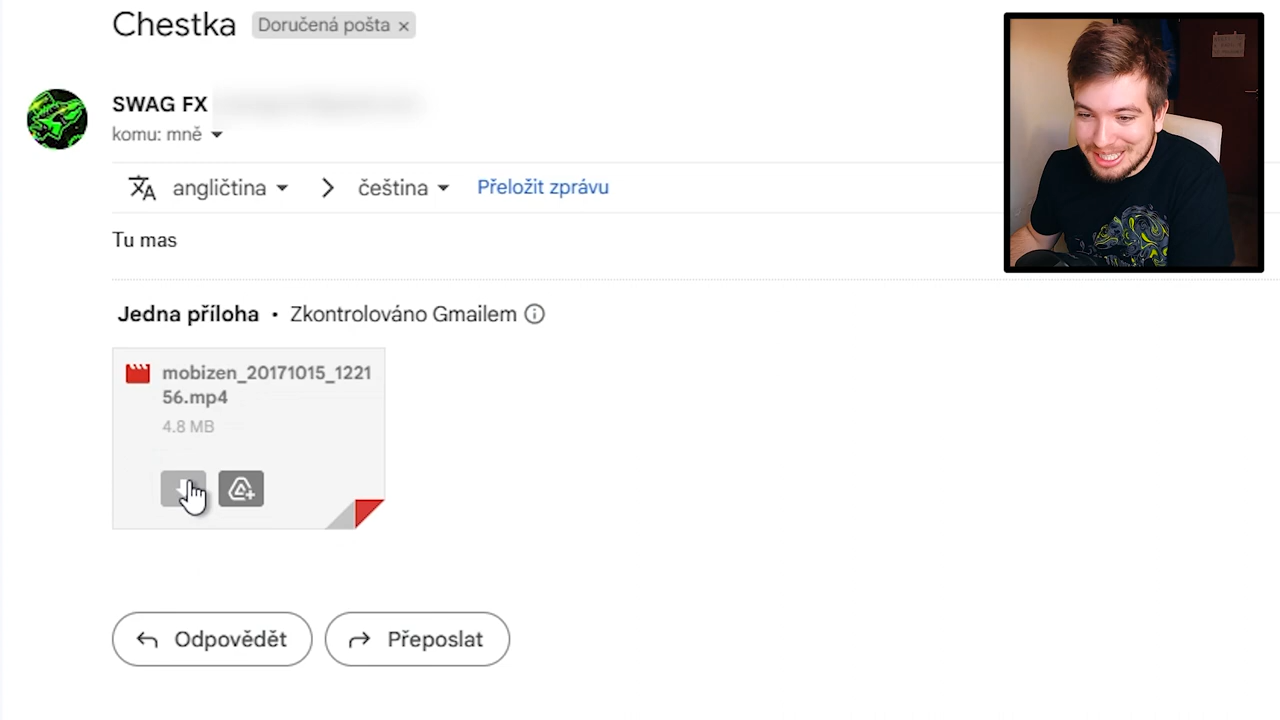 Chestka Doručená pošta ×
SWAG FX
komu: mně
angličtina > čeština Přeložit zprávu
Tu mas
Jedna příloha • Zkontrolováno Gmailem
mobizen_20171015_1221
56.mp4
4.8 MB
Odpovědět Přeposlat